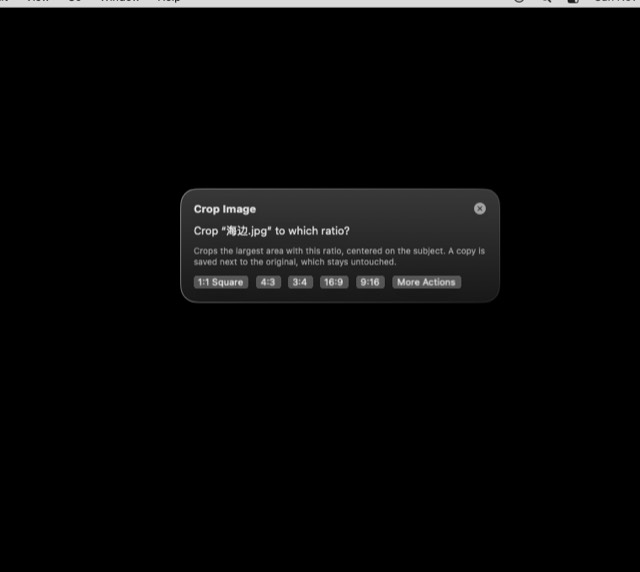 Window Help
Crop Image
Crop “海边.jpg” to which ratio?
Crops the largest area with this ratio, centered on the subject. A copy is
saved next to the original, which stays untouched.
1:1 Square 4:3 3:4 16:9 9:16 More Actions